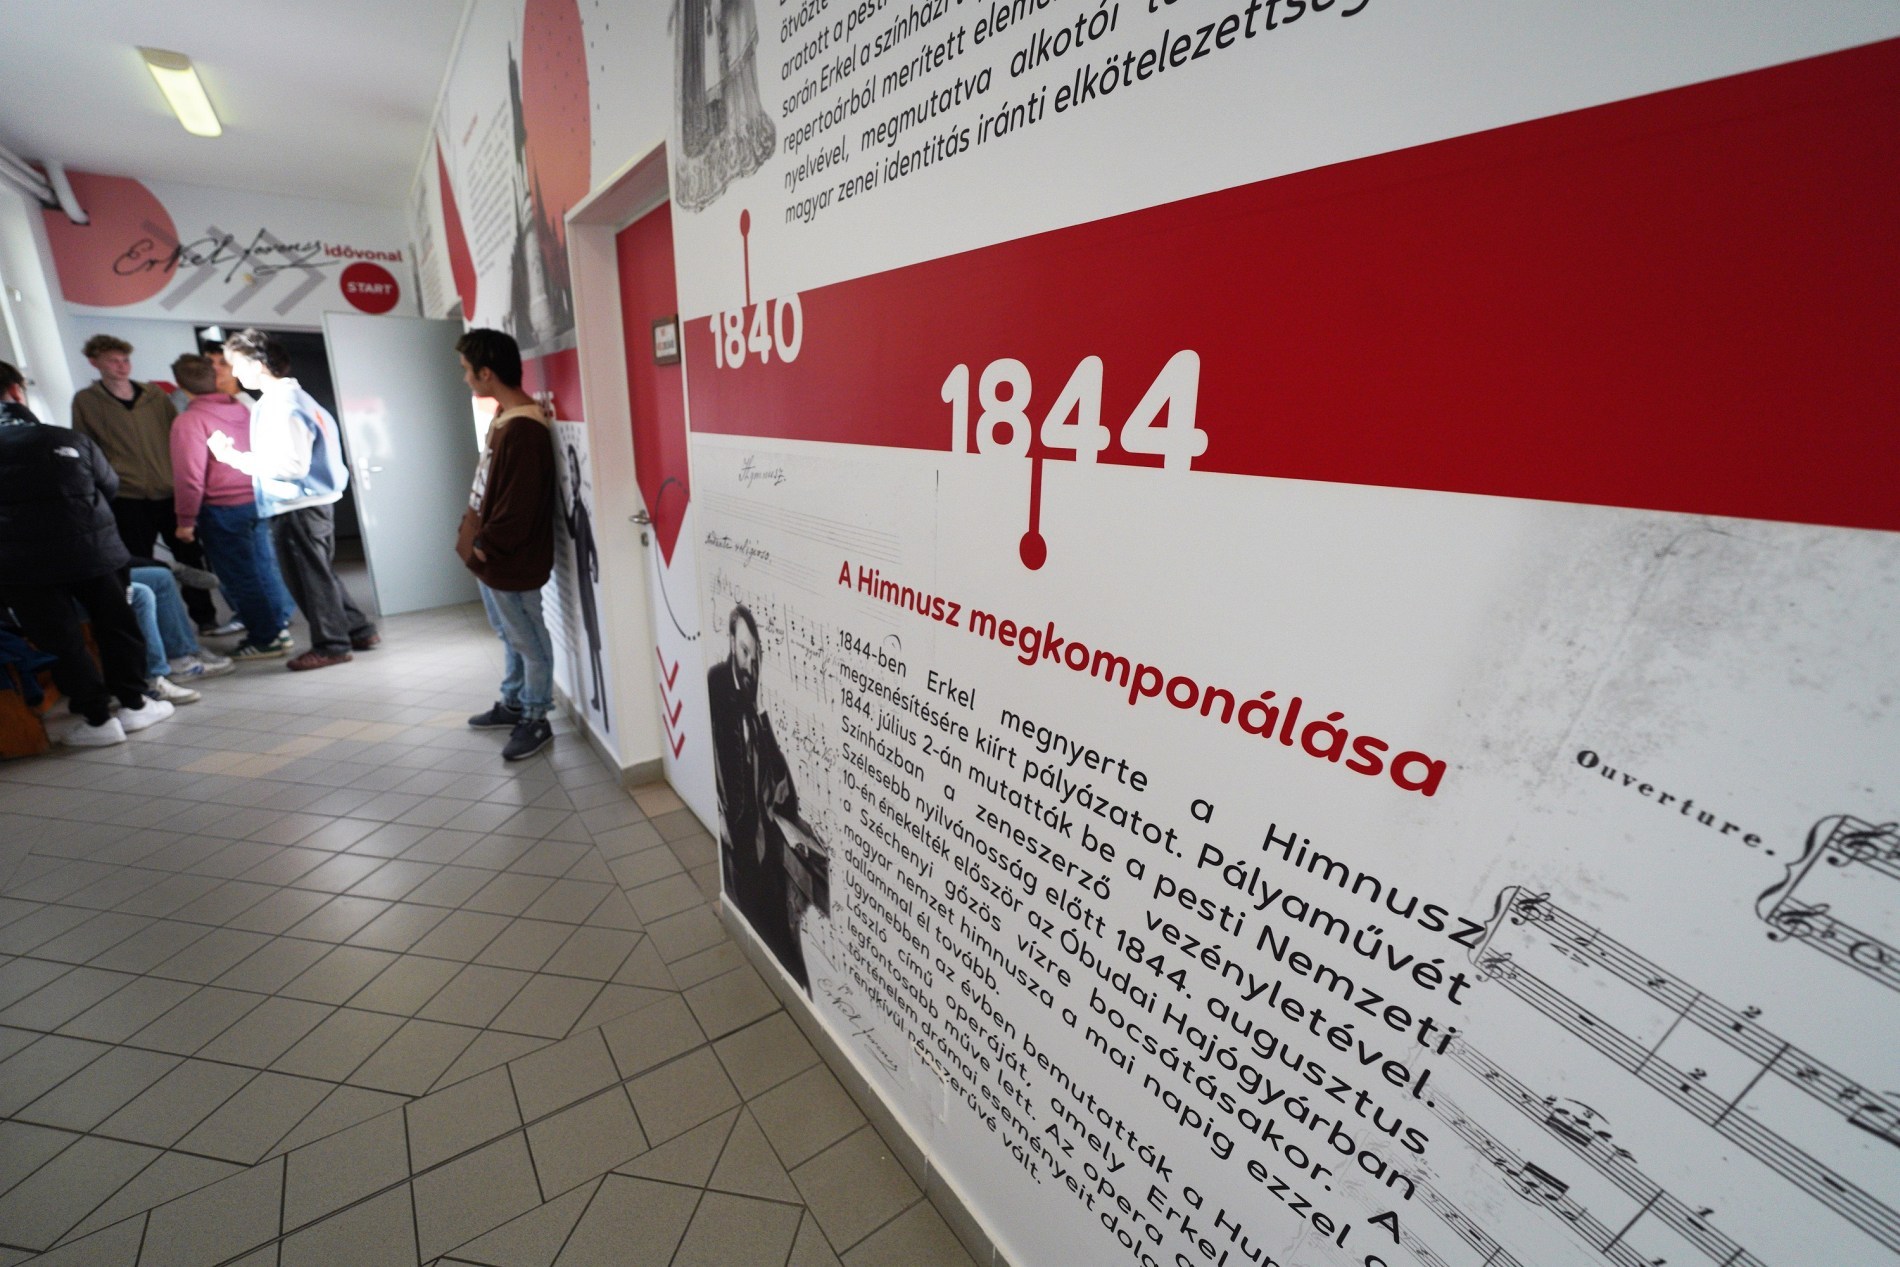 ötvözte
aratott a pesti
során Erkel a színházi
repertoárból merített elemek
nyelvével, megmutatva alkotói
magyar zenei identitás iránti elkötelezettség
Erkel Ferenc idővonal
START
1840
1844
A Himnusz megkomponálása
1844-ben Erkel megnyerte a Himnusz
megzenésítésére kiírt pályázatot. Pályaművét
1844. július 2-án mutatták be a pesti Nemzeti
Színházban a zeneszerző vezényletével.
Szélesebb nyilvánosság előtt 1844. augusztus
10-én énekelték először az Óbudai Hajógyárban
a Széchenyi gőzös vízre bocsátásakor. A
magyar nemzet himnusza a mai napig ezzel a
dallammal él tovább.
Ugyanebben az évben bemutatták a Hun
László című operáját, amely Erkel
legfontosabb műve lett. Az opera a
történelem drámai eseményeit dolg
rendkívül népszerűvé vált.
Ouverture.
Erkel Ferenc